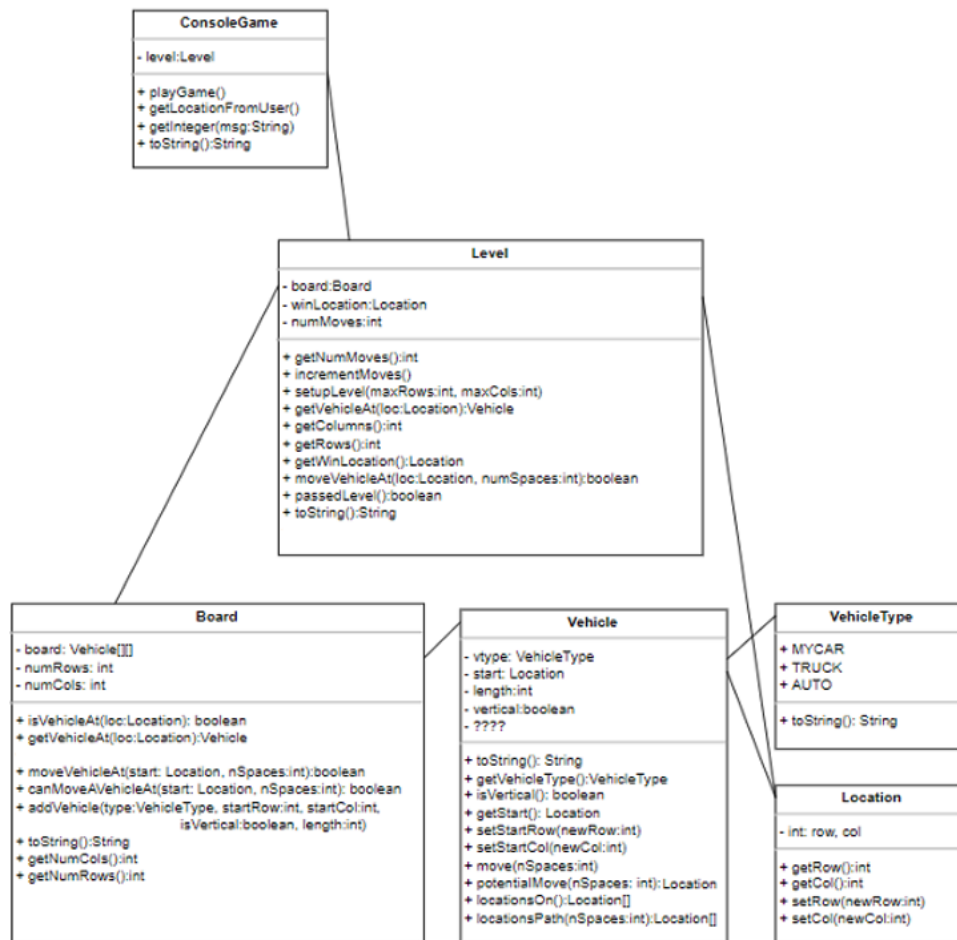 ConsoleGame
- level:Level
+ playGame()
+ getLocationFromUser()
+ getInteger(msg:String)
+ toString():String
Level
- board:Board
- winLocation:Location
- numMoves:int
+ getNumMoves():int
+ incrementMoves()
+ setupLevel(maxRows:int, maxCols:int)
+ getVehicleAt(loc:Location):Vehicle
+ getColumns():int
+ getRows():int
+ getWinLocation():Location
+ moveVehicleAt(loc:Location, numSpaces:int):boolean
+ passedLevel():boolean
+ toString():String
Board
- board: Vehicle[][]
- numRows: int
- numCols: int
+ isVehicleAt(loc:Location): boolean
+ getVehicleAt(loc:Location):Vehicle
+ moveVehicleAt(start: Location, nSpaces:int):boolean
+ canMoveAVehicleAt(start: Location, nSpaces:int): boolean
+ addVehicle(type:VehicleType, startRow:int, startCol:int,
isVertical:boolean, length:int)
+ toString():String
+ getNumCols():int
+ getNumRows():int
Vehicle
- vtype: VehicleType
- start: Location
- length:int
- vertical:boolean
- ????
+ toString(): String
+ getVehicleType():VehicleType
+ isVertical(): boolean
+ getStart(): Location
+ setStartRow(newRow:int)
+ setStartCol(newCol:int)
+ move(nSpaces:int)
+ potentialMove(nSpaces: int):Location
+ locationsOn():Location[]
+ locationsPath(nSpaces:int):Location[]
VehicleType
+ MYCAR
+ TRUCK
+ AUTO
+ toString(): String
Location
- int: row, col
+ getRow():int
+ getCol():int
+ setRow(newRow:int)
+ setCol(newCol:int)